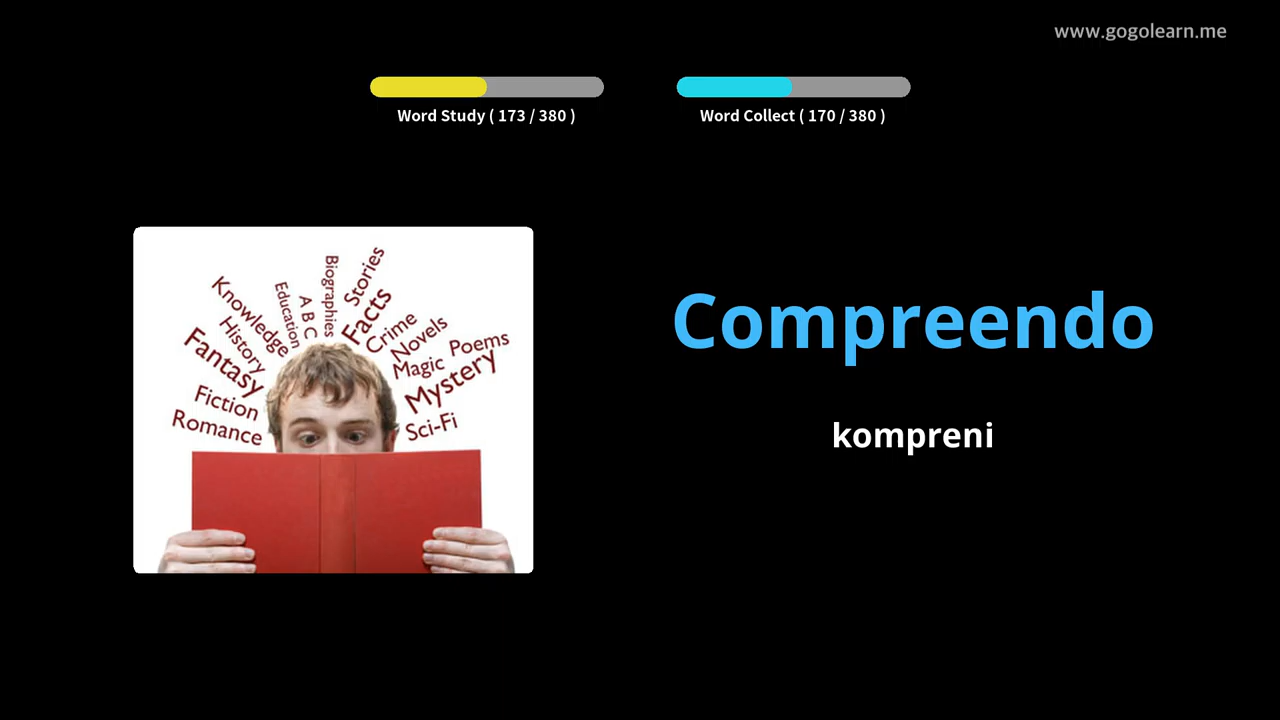 www.gogolearn.me
Word Study ( 173 / 380 )
Word Collect ( 170 / 380 )
Compreendo
kompreni
Knowledge
Education
A B C
Biographies
Stories
Facts
Crime
Novels
Poems
Magic
Mystery
Sci-Fi
History
Fantasy
Fiction
Romance